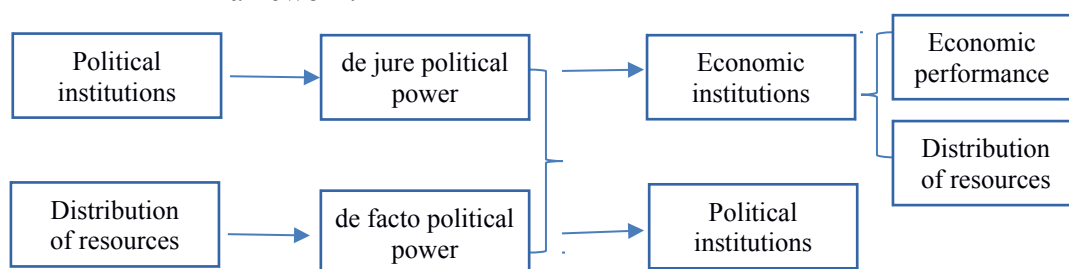 Political
institutions
de jure political
power
Economic
institutions
Economic
performance
Distribution
of resources
Distribution
of resources
de facto political
power
Political
institutions